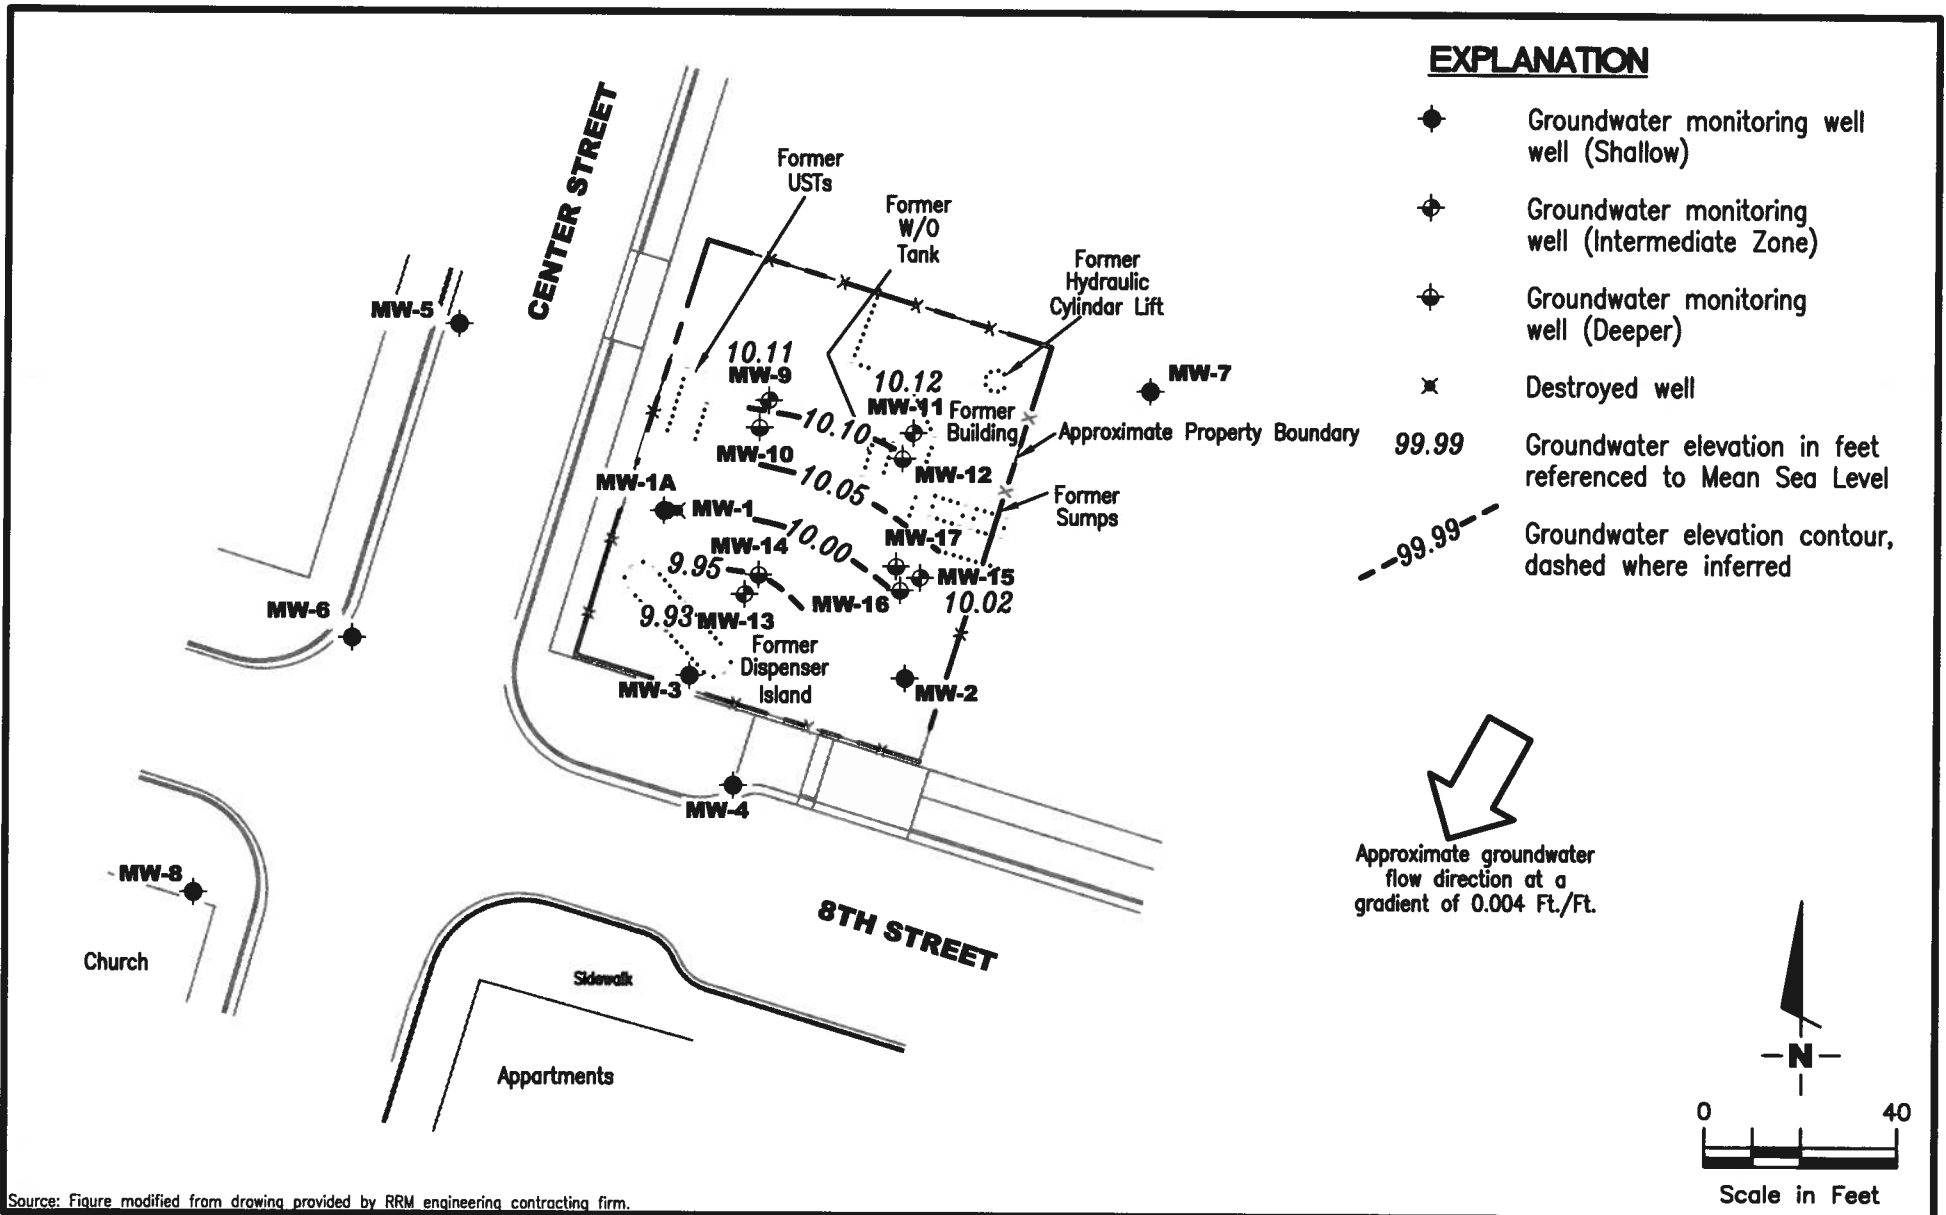 EXPLANATION
Groundwater monitoring well
well (Shallow)
Groundwater monitoring
well (Intermediate Zone)
Groundwater monitoring
well (Deeper)
Destroyed well
99.99
Groundwater elevation in feet
referenced to Mean Sea Level
99.99
Groundwater elevation contour,
dashed where inferred
CENTER STREET
Former
USTs
Former
W/O
Tank
Former
Hydraulic
Cylindar Lift
MW-5
10.11
MW-9
10.12
MW-11
Former
Building
MW-7
Approximate Property Boundary
10.10
MW-10
MW-12
10.05
MW-1A
MW-1
Former
Sumps
10.00
MW-17
MW-14
9.95
MW-15
MW-16
10.02
9.93
MW-13
MW-6
Former
Dispenser
Island
MW-3
MW-2
MW-4
MW-8
Church
8TH STREET
Sidewalk
Appartments
Approximate groundwater
flow direction at a
gradient of 0.004 Ft./Ft.
N
0 40
Scale in Feet
Source: Figure modified from drawing provided by RRM engineering contracting firm.